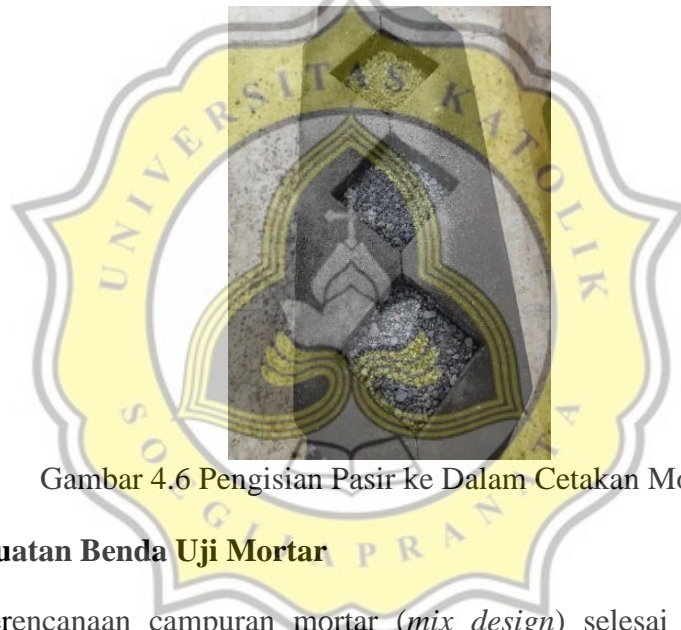 UNIVERSITAS KATOLIK
SOEGIJAPRANATA
Gambar 4.6 Pengisian Pasir ke Dalam Cetakan Mo
uatan Benda Uji Mortar
erencanaan campuran mortar (mix design) selesai